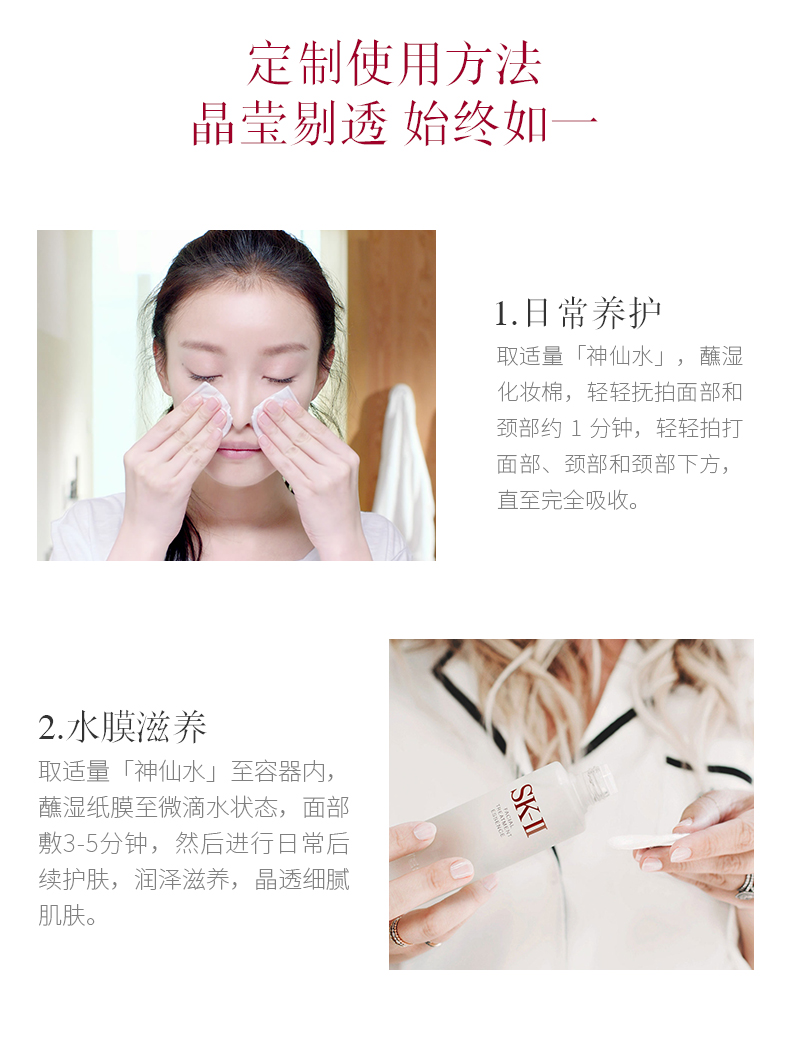 定制使用方法
晶莹剔透 始终如一
1.日常养护
取适量「神仙水」，蘸湿
化妆棉，轻轻抚拍面部和
颈部约 1 分钟，轻轻拍打
面部、颈部和颈部下方，
直至完全吸收。
2.水膜滋养
取适量「神仙水」至容器内，
蘸湿纸膜至微滴水状态，面部
敷3-5分钟，然后进行日常后
续护肤，润泽滋养，晶透细腻
肌肤。
SK-II
FACIAL
TREATMENT
ESSENCE